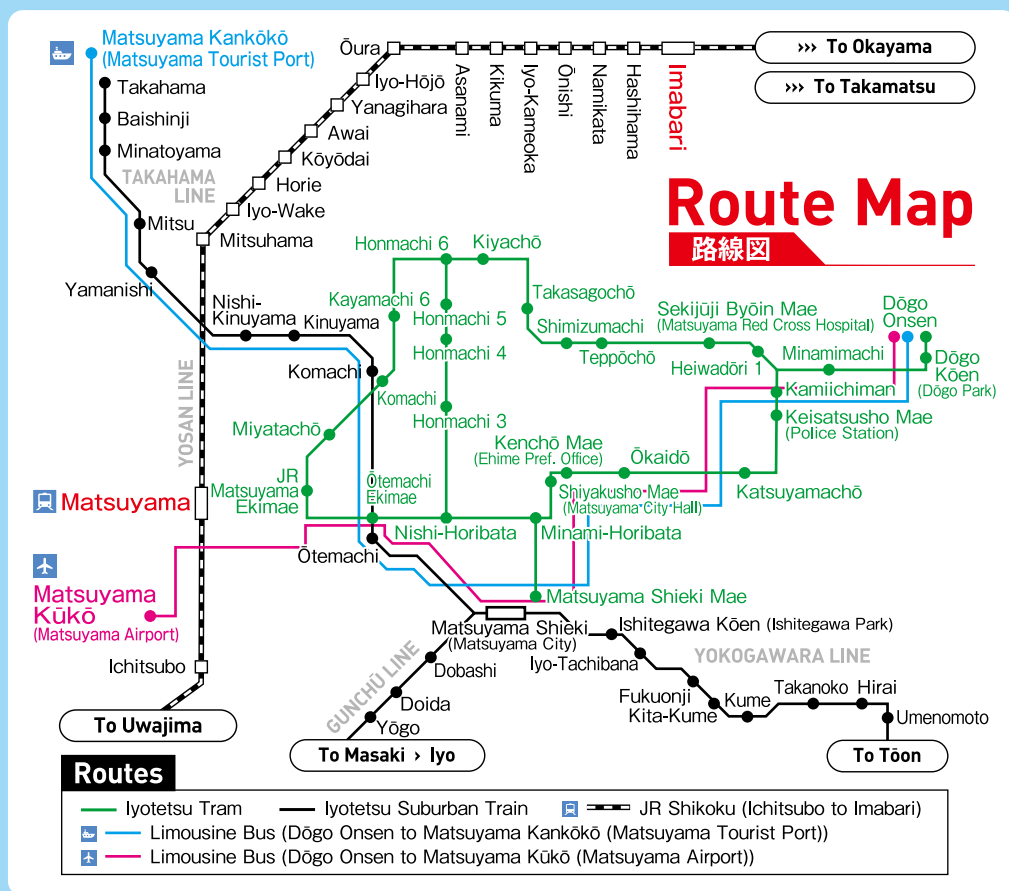 Matsuyama Kankōkō
(Matsuyama Tourist Port)
Takahama
Baishinji
Minatoyama
TAKAHAMA
LINE
Mitsu
Yamanishi
Nishi-
Kinuyama
Kinuyama
Komachi
Ōura
Iyo-Hōjō
Yanagihara
Awai
Kōyōdai
Horie
Iyo-Wake
Mitsuhama
Asanami
Kikuma
Iyo-Kameoka
Ōnishi
Namikata
Hashihama
Imabari
››› To Okayama
››› To Takamatsu
Route Map
路線図
Honmachi 6
Kiyachō
Kayamachi 6
Honmachi 5
Honmachi 4
Honmachi 3
Takasagochō
Shimizumachi
Teppōchō
Sekijūji Byōin Mae
(Matsuyama Red Cross Hospital)
Heiwadōri 1
Minamimachi
Dōgo
Onsen
Dōgo
Kōen
(Dōgo Park)
Kamiichiman
Keisatsusho Mae
(Police Station)
Katsuyamachō
Ōkaidō
Kenchō Mae
(Ehime Pref. Office)
Shiyakusho Mae
(Matsuyama City Hall)
Komachi
Miyatachō
JR
Matsuyama
Ekimae
Ōtemachi
Ekimae
Nishi-Horibata
Minami-Horibata
Matsuyama Shieki Mae
YOSAN LINE
Matsuyama
Ōtemachi
Matsuyama
Kūkō
(Matsuyama Airport)
Ichitsubo
To Uwajima
Matsuyama Shieki
(Matsuyama City)
GUNCHŪ LINE
Dobashi
Doida
Yōgo
To Masaki › Iyo
Ishitegawa Kōen (Ishitegawa Park)
Iyo-Tachibana
YOKOGAWARA LINE
Fukuonji
Kita-Kume
Kume
Takanoko
Hirai
Umenomoto
To Tōon
Routes
Iyotetsu Tram
Iyotetsu Suburban Train
JR Shikoku (Ichitsubo to Imabari)
Limousine Bus (Dōgo Onsen to Matsuyama Kankōkō (Matsuyama Tourist Port))
Limousine Bus (Dōgo Onsen to Matsuyama Kūkō (Matsuyama Airport))